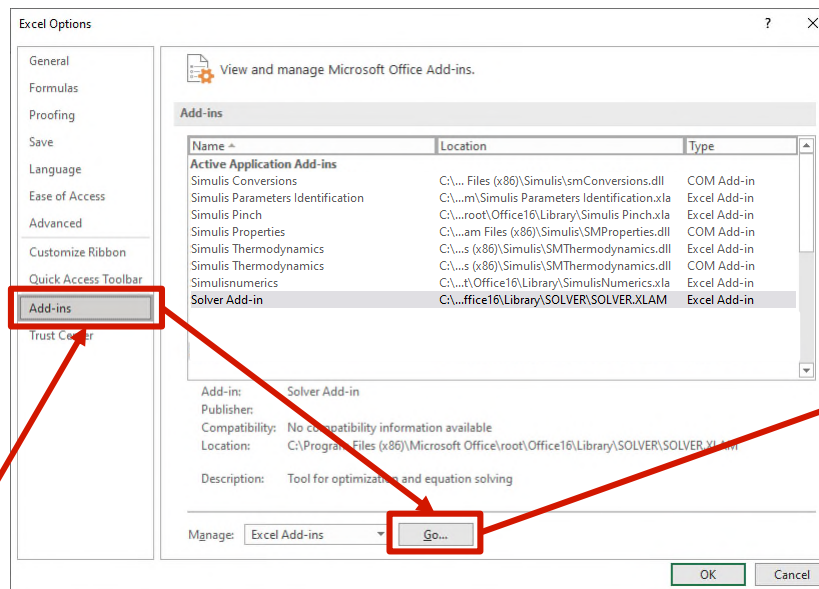 Excel Options
? X
General
Formulas
Proofing
Save
Language
Ease of Access
Advanced
Customize Ribbon
Quick Access Toolbar
Add-ins
Trust Center
View and manage Microsoft Office Add-ins.
Add-ins
Name Location Type
Active Application Add-ins
Simulis Conversions C:\... Files (x86)\Simulis\smConversions.dll COM Add-in
Simulis Parameters Identification C:\...m\Simulis Parameters Identification.xla Excel Add-in
Simulis Pinch C:\...root\Office16\Library\Simulis Pinch.xla Excel Add-in
Simulis Properties C:\...am Files (x86)\Simulis\SMProperties.dll COM Add-in
Simulis Thermodynamics C:\...s (x86)\Simulis\SMThermodynamics.dll COM Add-in
Simulis Thermodynamics C:\...s (x86)\Simulis\SMThermodynamics.dll COM Add-in
Simulisnumerics C:\...t\Office16\Library\SimulisNumerics.xla Excel Add-in
Solver Add-in C:\...ffice16\Library\SOLVER\SOLVER.XLAM Excel Add-in
Add-in: Solver Add-in
Publisher:
Compatibility: No compatibility information available
Location: C:\Program Files (x86)\Microsoft Office\root\Office16\Library\SOLVER\SOLVER.XLAM
Description: Tool for optimization and equation solving
Manage: Excel Add-ins Go...
OK Cancel